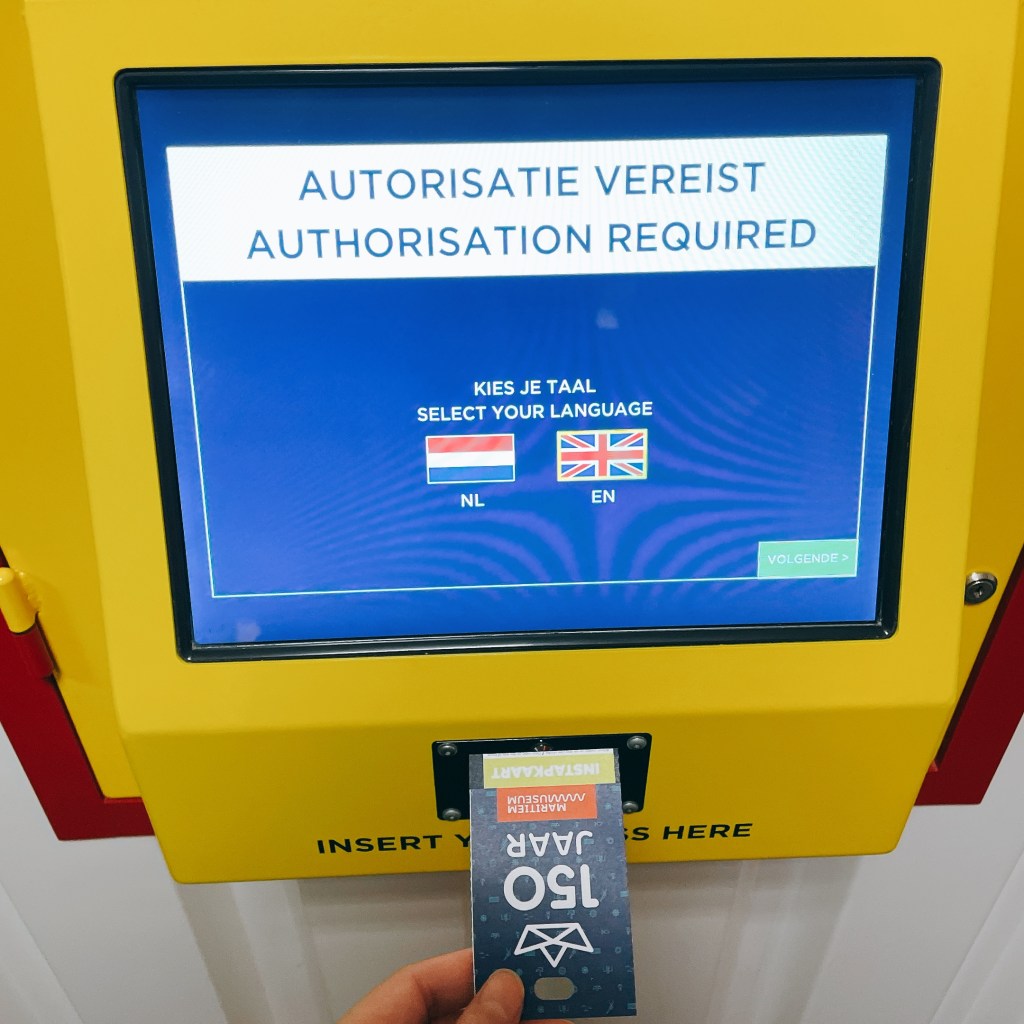 AUTORISATIE VEREIST
AUTHORISATION REQUIRED
KIES JE TAAL
SELECT YOUR LANGUAGE
NL
EN
VOLGENDE >
INSTAPKAART
MARITIEM
MUSEUM
150
JAAR
INSERT Y SS HERE